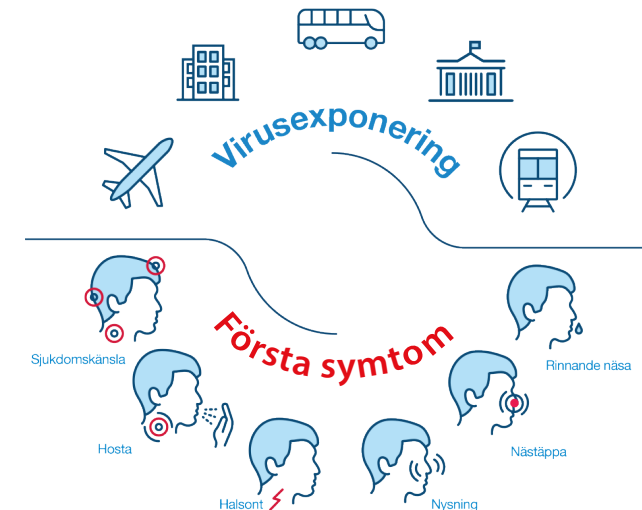 Virusexponering
Första symtom
Sjukdomskänsla
Rinnande näsa
Hosta
Nästäppa
Halsont
Nysning